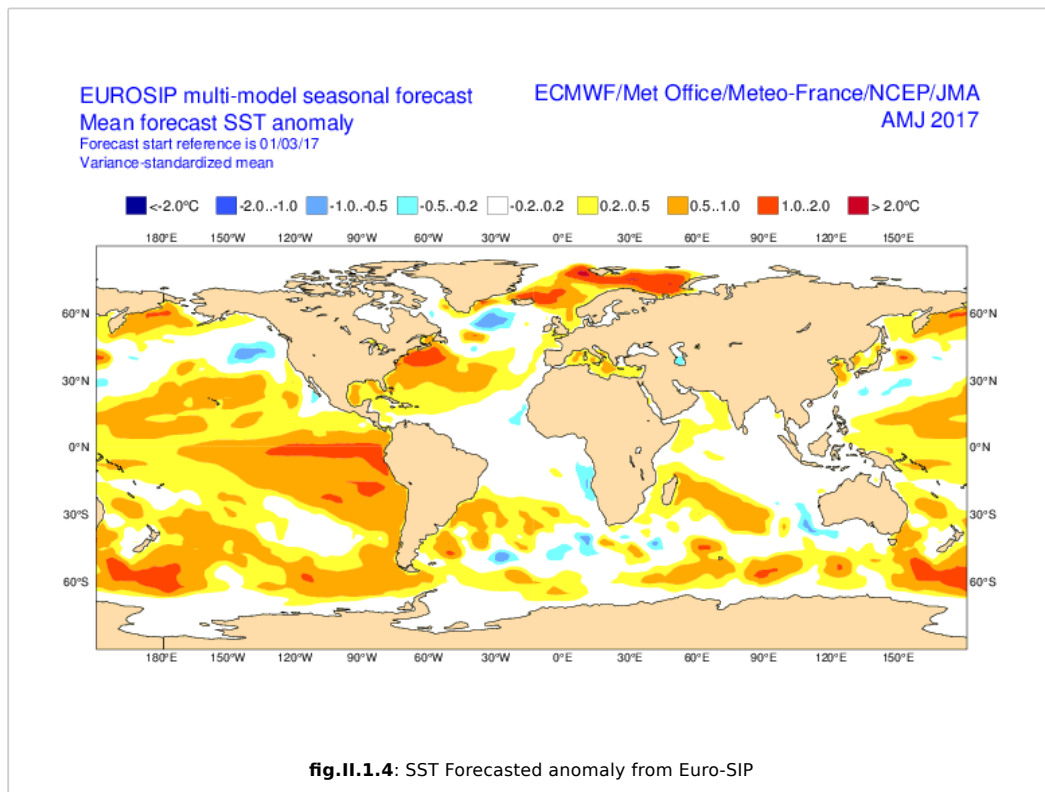 EUROSIP multi-model seasonal forecast
Mean forecast SST anomaly
Forecast start reference is 01/03/17
Variance-standardized mean
ECMWF/Met Office/Meteo-France/NCEP/JMA
AMJ 2017
<-2.0°C -2.0..-1.0 -1.0..-0.5 -0.5..-0.2 -0.2..0.2 0.2..0.5 0.5..1.0 1.0..2.0 > 2.0°C
180°E 150°W 120°W 90°W 60°W 30°W 0°E 30°E 60°E 90°E 120°E 150°E
60°N 60°N
30°N 30°N
0°N 0°N
30°S 30°S
60°S 60°S
180°E 150°W 120°W 90°W 60°W 30°W 0°E 30°E 60°E 90°E 120°E 150°E
fig.II.1.4: SST Forecasted anomaly from Euro-SIP